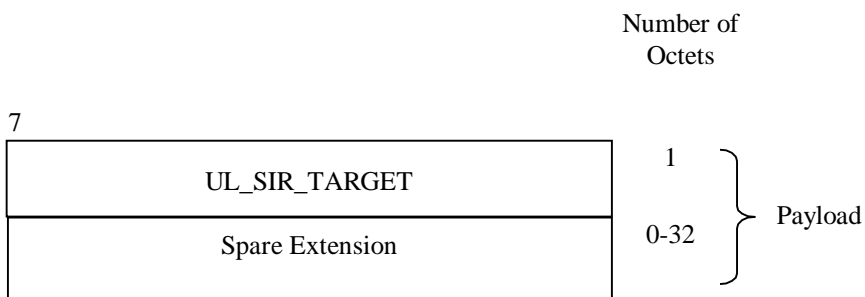 Number of
Octets
7
UL_SIR_TARGET
1
Spare Extension
0-32
Payload